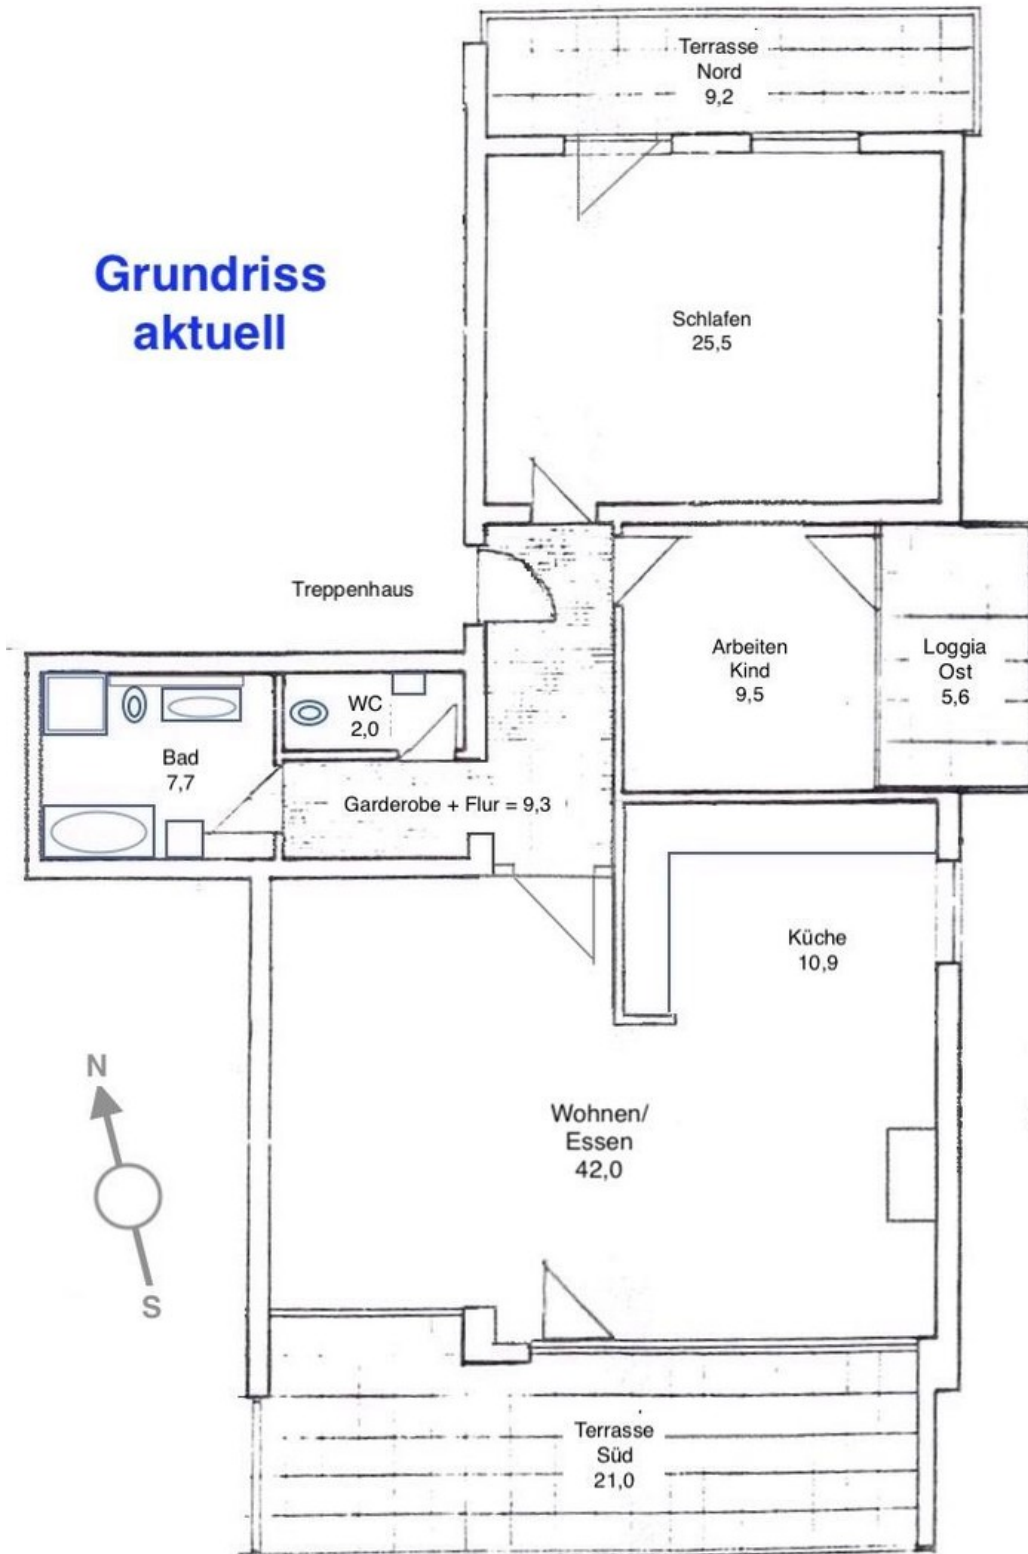 Terrasse
Nord
9,2
Grundriss
aktuell
Schlafen
25,5
Treppenhaus
Arbeiten
Kind
9,5
Loggia
Ost
5,6
WC
2,0
Bad
7,7
Garderobe + Flur = 9,3
Küche
10,9
N
S
Wohnen/
Essen
42,0
Terrasse
Süd
21,0